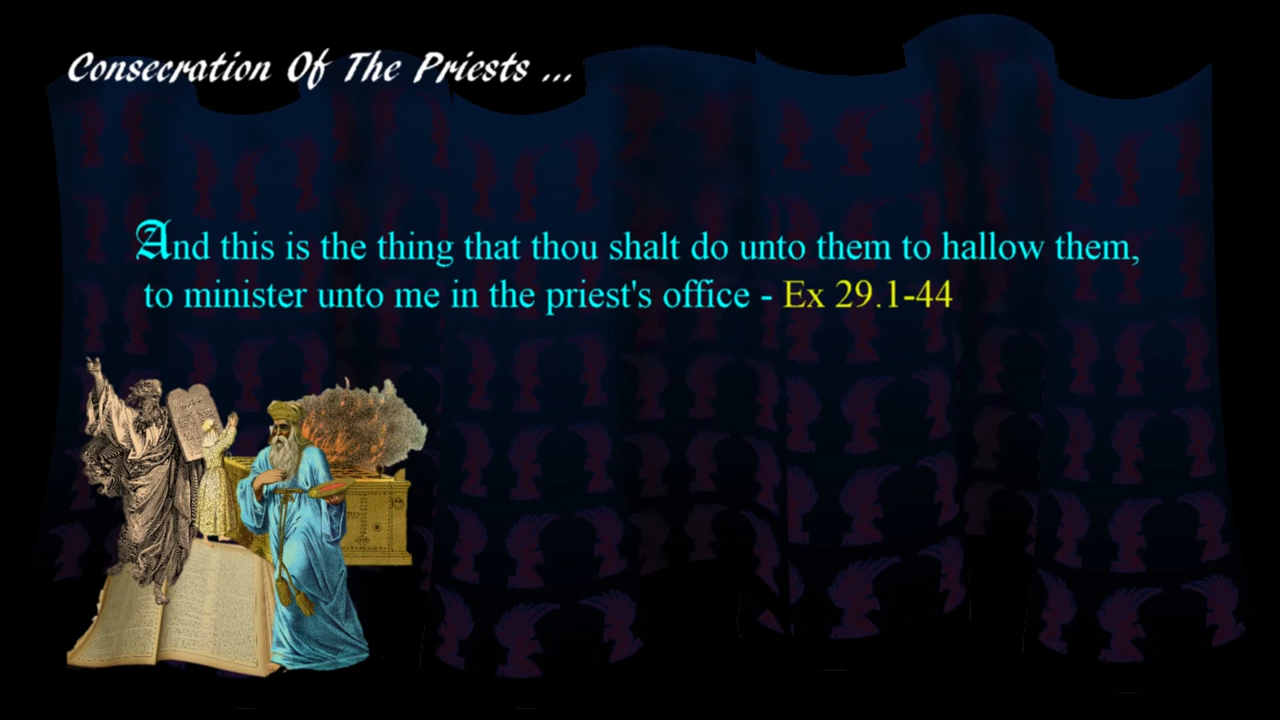 Consecration Of The Priests ...
And this is the thing that thou shalt do unto them to hallow them,
to minister unto me in the priest's office - Ex 29.1-44